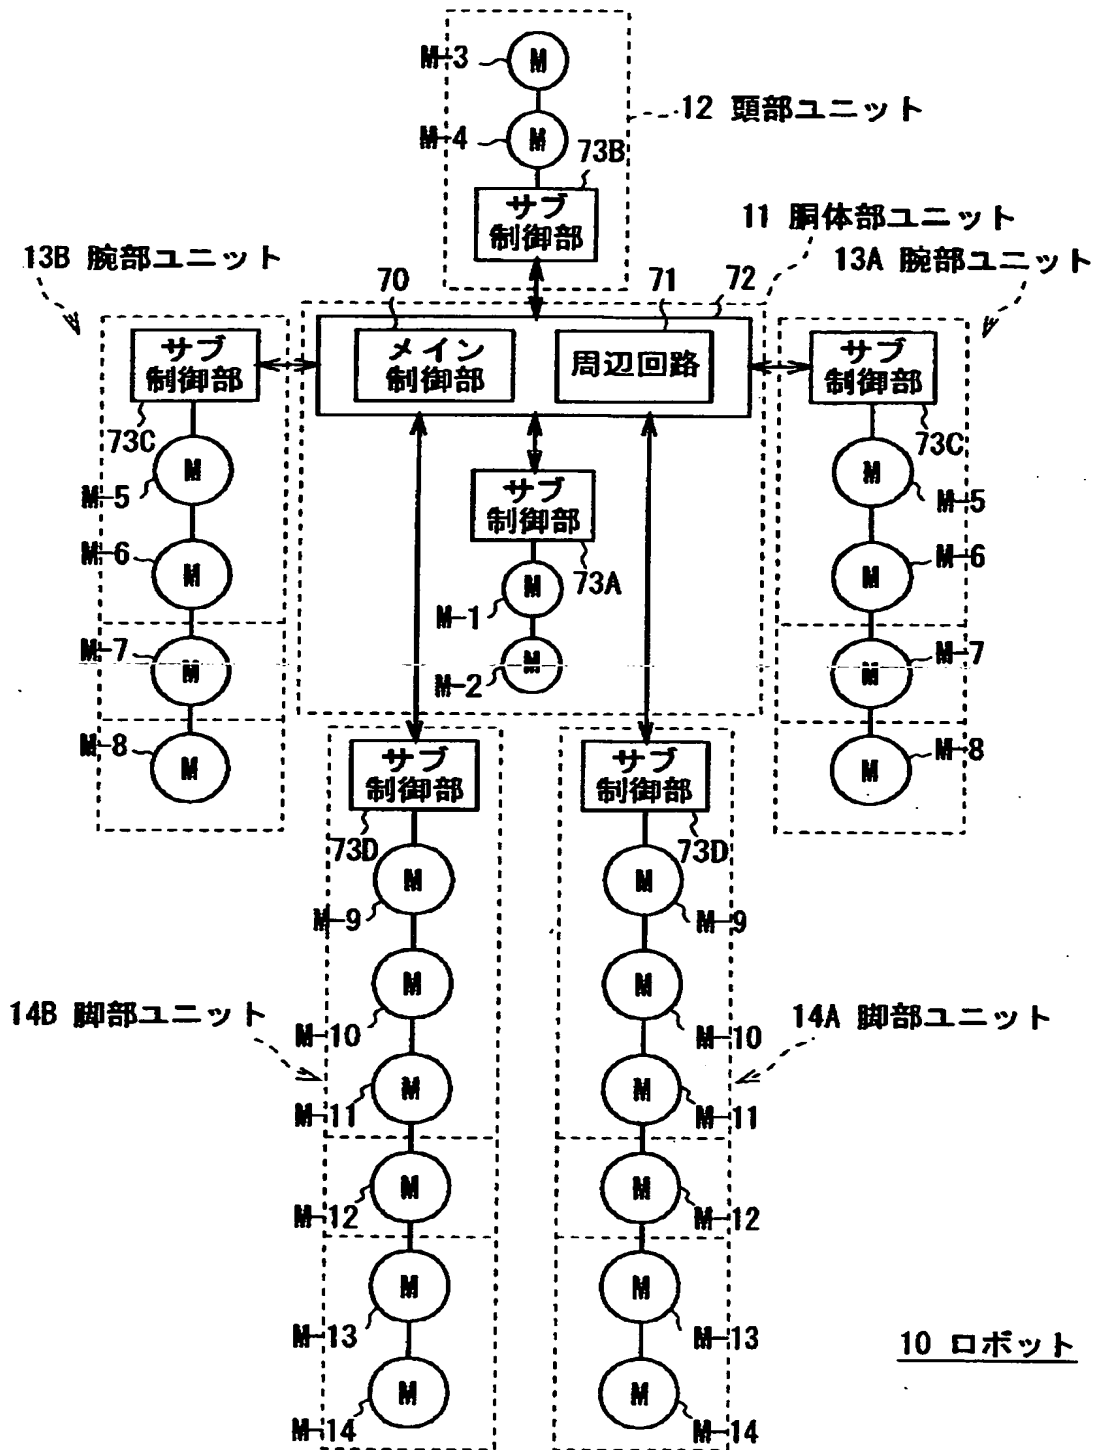 M-3
M
12 頭部ユニット
M-4
M
73B
サブ
制御部
11 胴体部ユニット
13B 腕部ユニット
13A 腕部ユニット
70
71
72
サブ
制御部
メイン
制御部
周辺回路
サブ
制御部
73C
73C
M
M-5
サブ
制御部
M
M-5
M-6
M
73A
M
M-6
M-1
M
M-7
M
M-2
M
M
M-7
M-8
M
M
M-8
サブ
制御部
サブ
制御部
73D
73D
M
M-9
M
M-9
M
M
14B 脚部ユニット
14A 脚部ユニット
M-10
M-10
M
M
M-11
M-11
M
M
M-12
M-12
M
M
M-13
M-13
10 ロボット
M
M
M-14
M-14